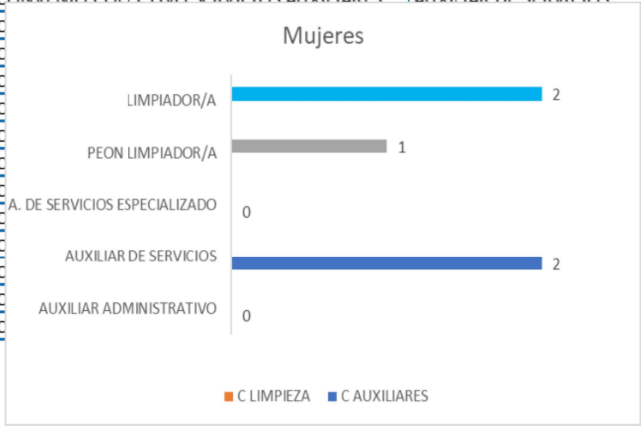 Mujeres
LIMPIADOR/A
2
PEON LIMPIADOR/A
1
A. DE SERVICIOS ESPECIALIZADO
0
AUXILIAR DE SERVICIOS
2
AUXILIAR ADMINISTRATIVO
0
C LIMPIEZA
C AUXILIARES